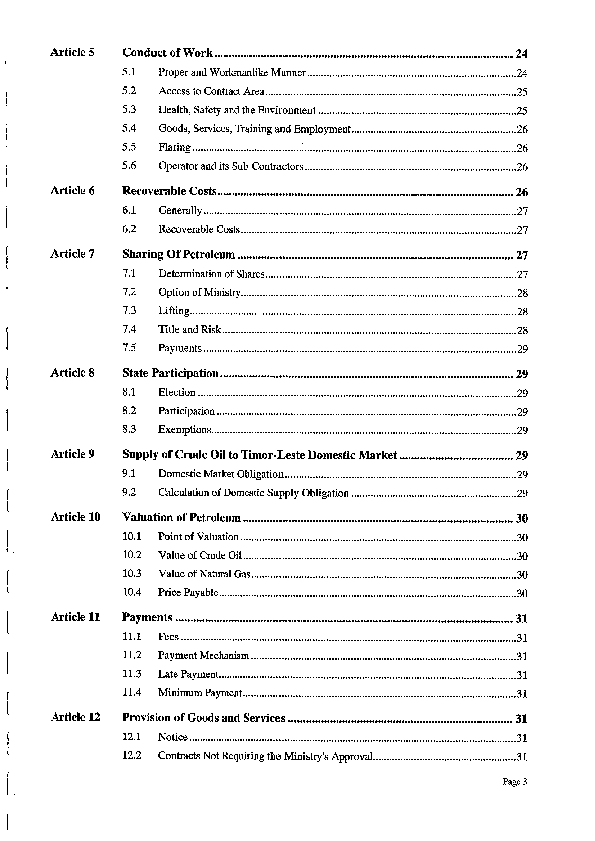 Article 5 Conduct of Work 24
5.1 Proper and Workmanlike Manner 24
5.2 Access to Contract Area 25
5.3 Health, Safety and the Environment 25
5.4 Goods, Services, Training and Employment 26
5.5 Flaring 26
5.6 Operator and its Sub Contractors 26
Article 6 Recoverable Costs 26
6.1 Generally 27
6.2 Recoverable Costs 27
Article 7 Sharing Of Petroleum 27
7.1 Determination of Shares 27
7.2 Option of Ministry 28
7.3 Lifting 28
7.4 Title and Risk 28
7.5 Payments 29
Article 8 State Participation 29
8.1 Election 29
8.2 Participation 29
8.3 Exemptions 29
Article 9 Supply of Crude Oil to Timor-Leste Domestic Market 29
9.1 Domestic Market Obligation 29
9.2 Calculation of Domestic Supply Obligation 29
Article 10 Valuation of Petroleum 30
10.1 Point of Valuation 30
10.2 Value of Crude Oil 30
10.3 Value of Natural Gas 30
10.4 Price Payable 30
Article 11 Payments 31
11.1 Fees 31
11.2 Payment Mechanism 31
11.3 Late Payment 31
11.4 Minimum Payment 31
Article 12 Provision of Goods and Services 31
12.1 Notice 31
12.2 Contracts Not Requiring the Ministry's Approval 31
Page 3